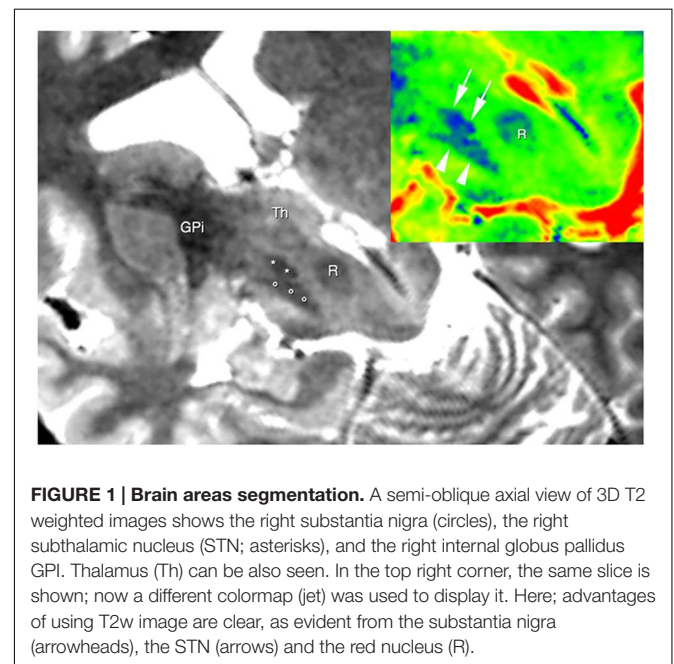 R
Th
GPi
R
FIGURE 1 | Brain areas segmentation. A semi-oblique axial view of 3D T2
weighted images shows the right substantia nigra (circles), the right
subthalamic nucleus (STN; asterisks), and the right internal globus pallidus
GPI. Thalamus (Th) can be also seen. In the top right corner, the same slice is
shown; now a different colormap (jet) was used to display it. Here; advantages
of using T2w image are clear, as evident from the substantia nigra
(arrowheads), the STN (arrows) and the red nucleus (R).